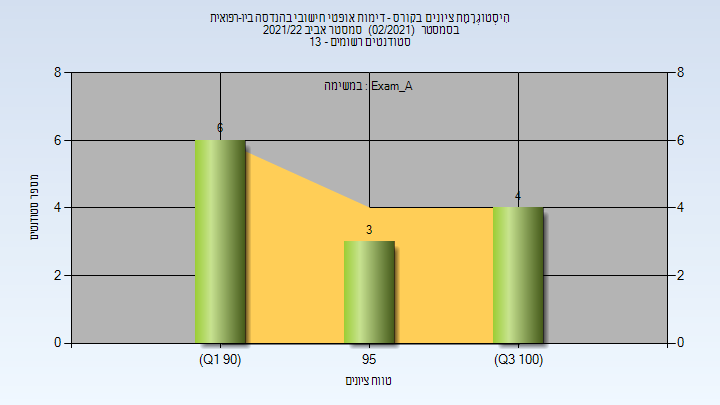 היסטוגרמת ציונים בקורס - דימות אופטי חישובי בהנדסה ביו-רפואית
בסמסטר (02/2021) סמסטר אביב 2021/22
סטודנטים רשומים - 13
במשימה : Exam_A
8
6
4
2
0
8
6
4
2
0
6
3
4
מספר סטודנטים
(Q1 90)
95
(Q3 100)
טווח ציונים